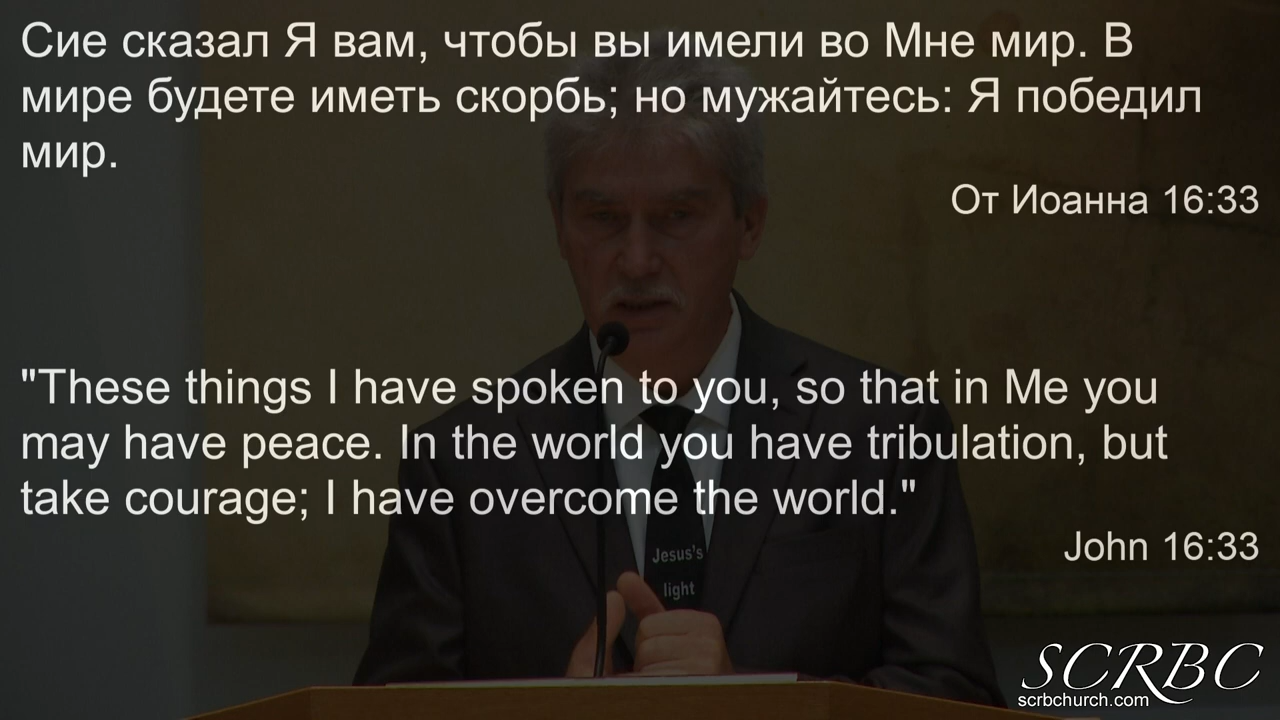 Сие сказал Я вам, чтобы вы имели во Мне мир. В
мире будете иметь скорбь; но мужайтесь: Я победил
мир.
От Иоанна 16:33
"These things I have spoken to you, so that in Me you
may have peace. In the world you have tribulation, but
take courage; I have overcome the world."
John 16:33
Jesus's
light
SCRBC
scrbchurch.com